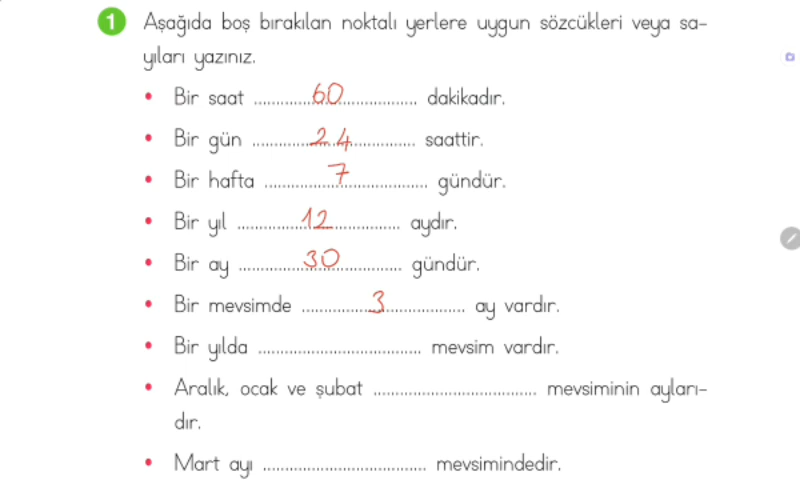 1 Aşağıda boş bırakılan noktalı yerlere uygun sözcükleri veya sa-
yıları yazınız.
• Bir saat ........60........ dakikadır.
• Bir gün ........24........ saattir.
• Bir hafta ........7........ gündür.
• Bir yıl ........12........ aydır.
• Bir ay ........30........ gündür.
• Bir mevsimde ........3........ ay vardır.
• Bir yılda ................ mevsim vardır.
• Aralık, ocak ve şubat ................ mevsiminin ayları-
dır.
• Mart ayı ................ mevsimindedir.